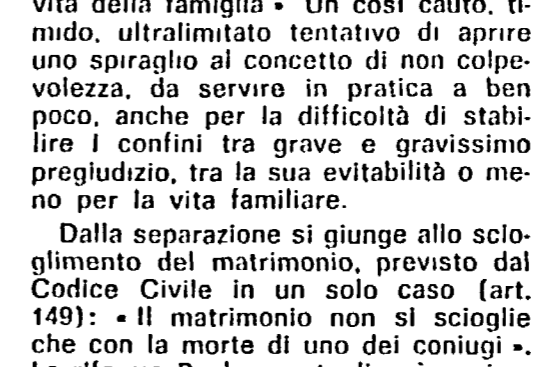 vita della famiglia ». Un così cauto, ti-
mido, ultralimitato tentativo di aprire
uno spiraglio al concetto di non colpe-
volezza, da servire in pratica a ben
poco, anche per la difficoltà di stabi-
lire i confini tra grave e gravissimo
pregiudizio, tra la sua evitabilità o me-
no per la vita familiare.
Dalla separazione si giunge allo scio-
glimento del matrimonio, previsto dal
Codice Civile in un solo caso (art.
149): « Il matrimonio non si scioglie
che con la morte di uno dei coniugi ».